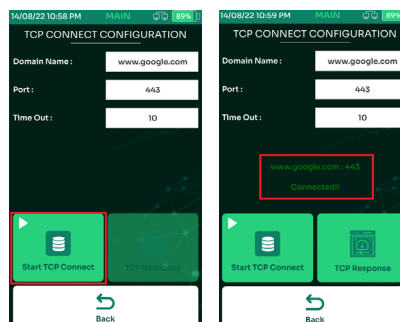 14/08/22 10:58 PM MAIN 89%
TCP CONNECT CONFIGURATION
Domain Name : www.google.com
Port : 443
TIme Out : 10
Start TCP Connect TCP Response
Back
14/08/22 10:59 PM MAIN 89%
TCP CONNECT CONFIGURATION
Domain Name : www.google.com
Port : 443
TIme Out : 10
www.google.com : 443
Connected!!
Start TCP Connect TCP Response
Back